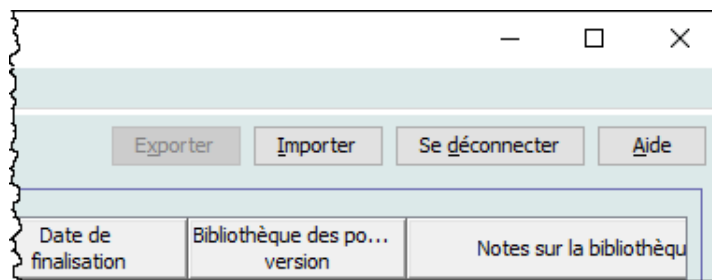 Exporter Importer Se déconnecter Aide
Date de Bibliothèque des po... Notes sur la bibliothèqu
finalisation version